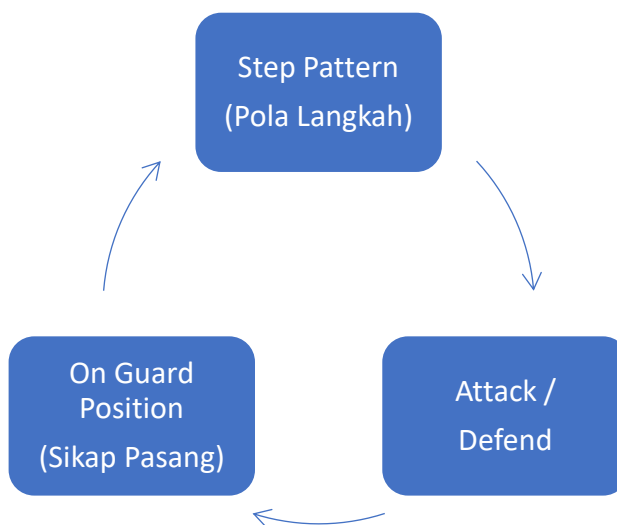 Step Pattern
(Pola Langkah)
On Guard
Position
(Sikap Pasang)
Attack /
Defend